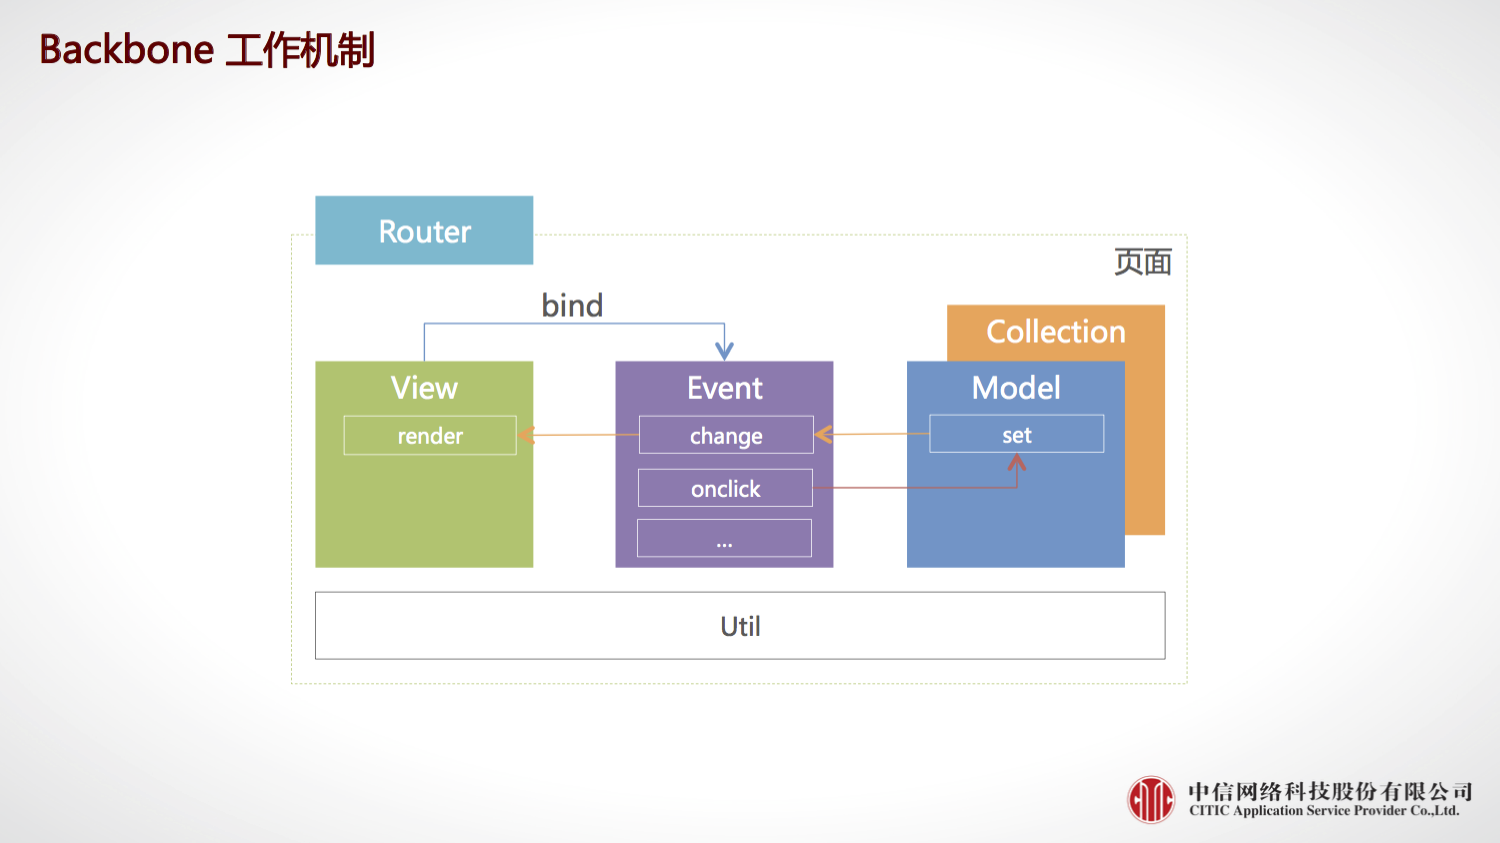 Backbone 工作机制
Router
页面
bind
Collection
View
Event
Model
render
change
set
onclick
...
Util
中信网络科技股份有限公司
CITIC Application Service Provider Co.,Ltd.